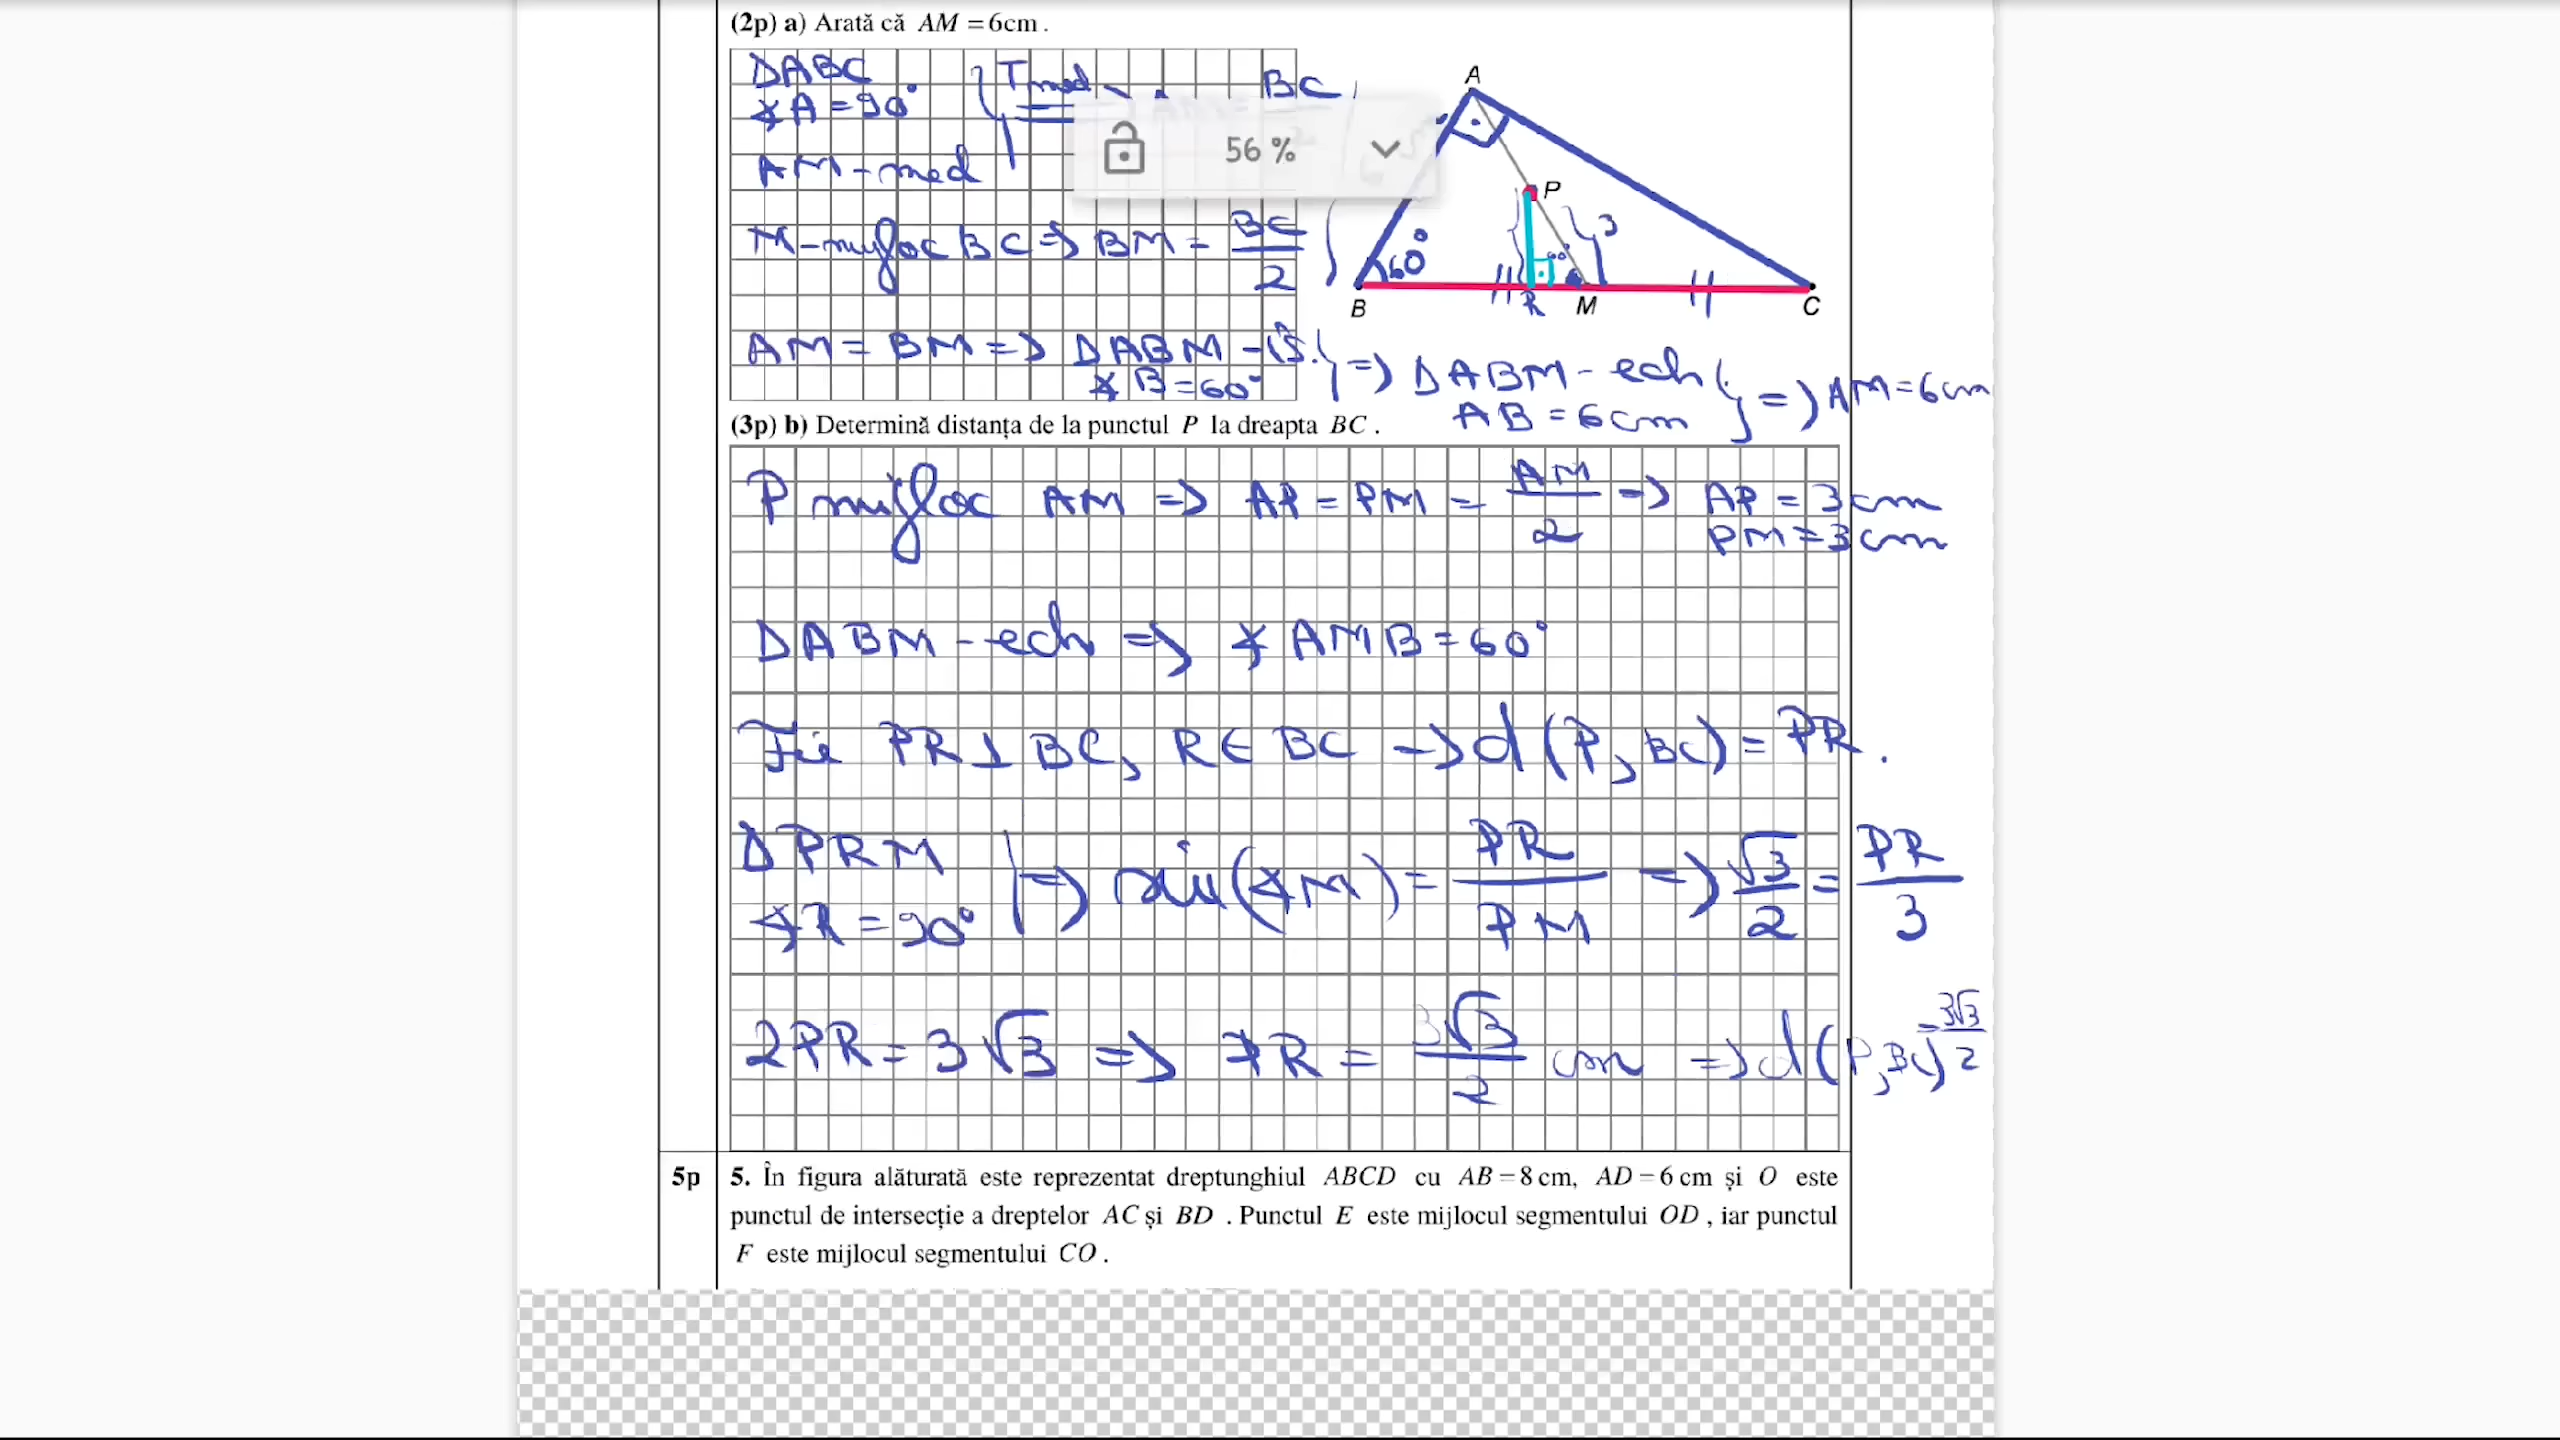 (2p) a) Arată că AM = 6cm .
ΔABC
∢A = 90°
AM - med
T med
BC
56 %
M - mijloc BC => BM = BC/2
AM = BM => ΔABM - is. } => ΔABM - ech } => AM = 6cm
∢B = 60°
AB = 6cm
A
P
3
60°
60°
B
R
M
C
(3p) b) Determină distanța de la punctul P la dreapta BC .
P mijloc AM => AP = PM = AM/2 => AP = 3cm
PM = 3cm
ΔABM - ech => ∢AMB = 60°
Fie PR ⊥ BC, R ∈ BC => d(P, BC) = PR.
ΔPRM
∢R = 90° => sin(∢M) = PR/PM => √3/2 = PR/3
2PR = 3√3 => PR = 3√3/2 cm => d(P, BC) = 3√3/2
5p
5. În figura alăturată este reprezentat dreptunghiul ABCD cu AB = 8 cm, AD = 6 cm și O este
punctul de intersecție a dreptelor AC și BD . Punctul E este mijlocul segmentului OD , iar punctul
F este mijlocul segmentului CO .